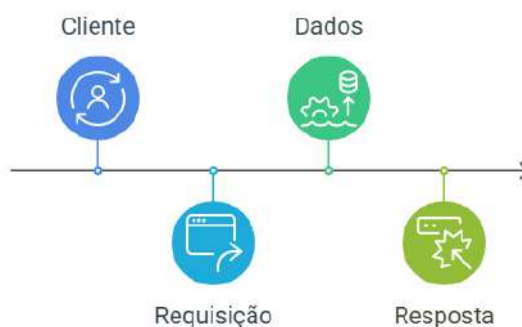 Cliente
Dados
Requisição
Resposta